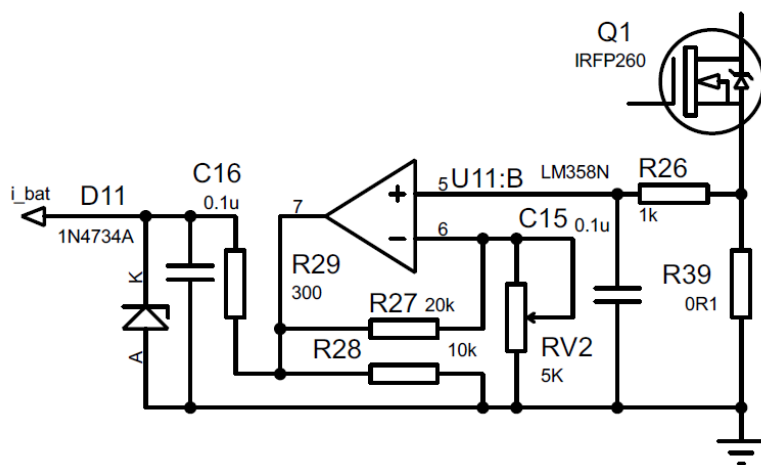 Q1
IRFP260
i_bat
D11
1N4734A
C16
0.1u
7
5
U11:B
LM358N
R26
1k
6
C15
0.1u
K
R29
300
R27
20k
R39
0R1
A
R28
10k
RV2
5K